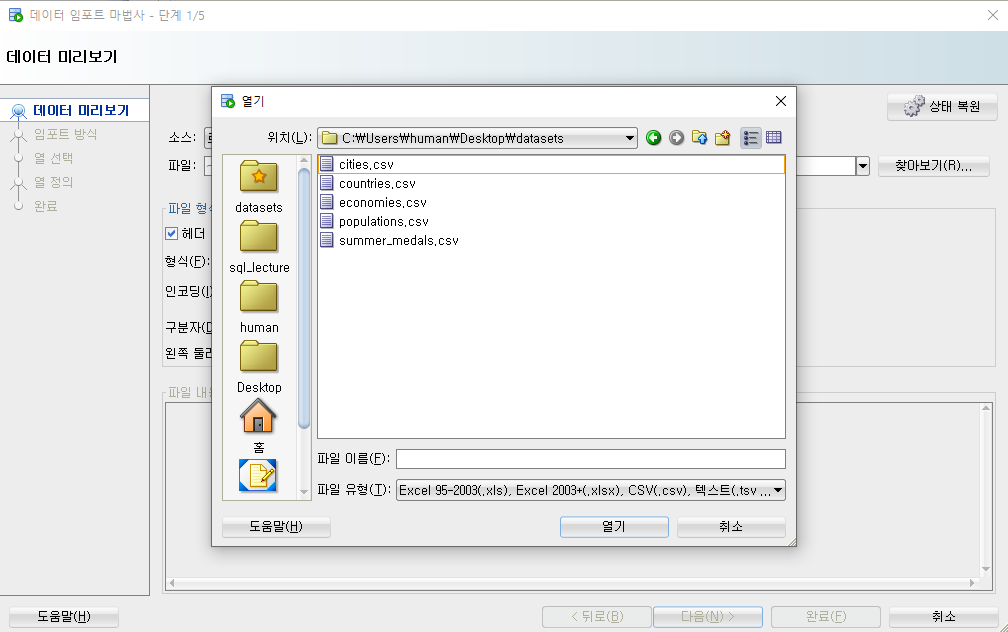 데이터 임포트 마법사 - 단계 1/5
데이터 미리보기
데이터 미리보기
임포트 방식
열 선택
열 정의
완료
상태 복원
소스:
파일:
찾아보기(R)...
파일 형식
헤더
형식(F):
인코딩(I)
구분자(D
왼쪽 둘러
파일 내용
열기
위치(L):
C:₩Users₩human₩Desktop₩datasets
datasets
sql_lecture
human
Desktop
홈
cities.csv
countries.csv
economies.csv
populations.csv
summer_medals.csv
파일 이름(F):
파일 유형(T):
Excel 95-2003(.xls), Excel 2003+(.xlsx), CSV(.csv), 텍스트(.tsv ...
도움말(H)
열기
취소
도움말(H)
< 뒤로(B)
다음(N) >
완료(F)
취소